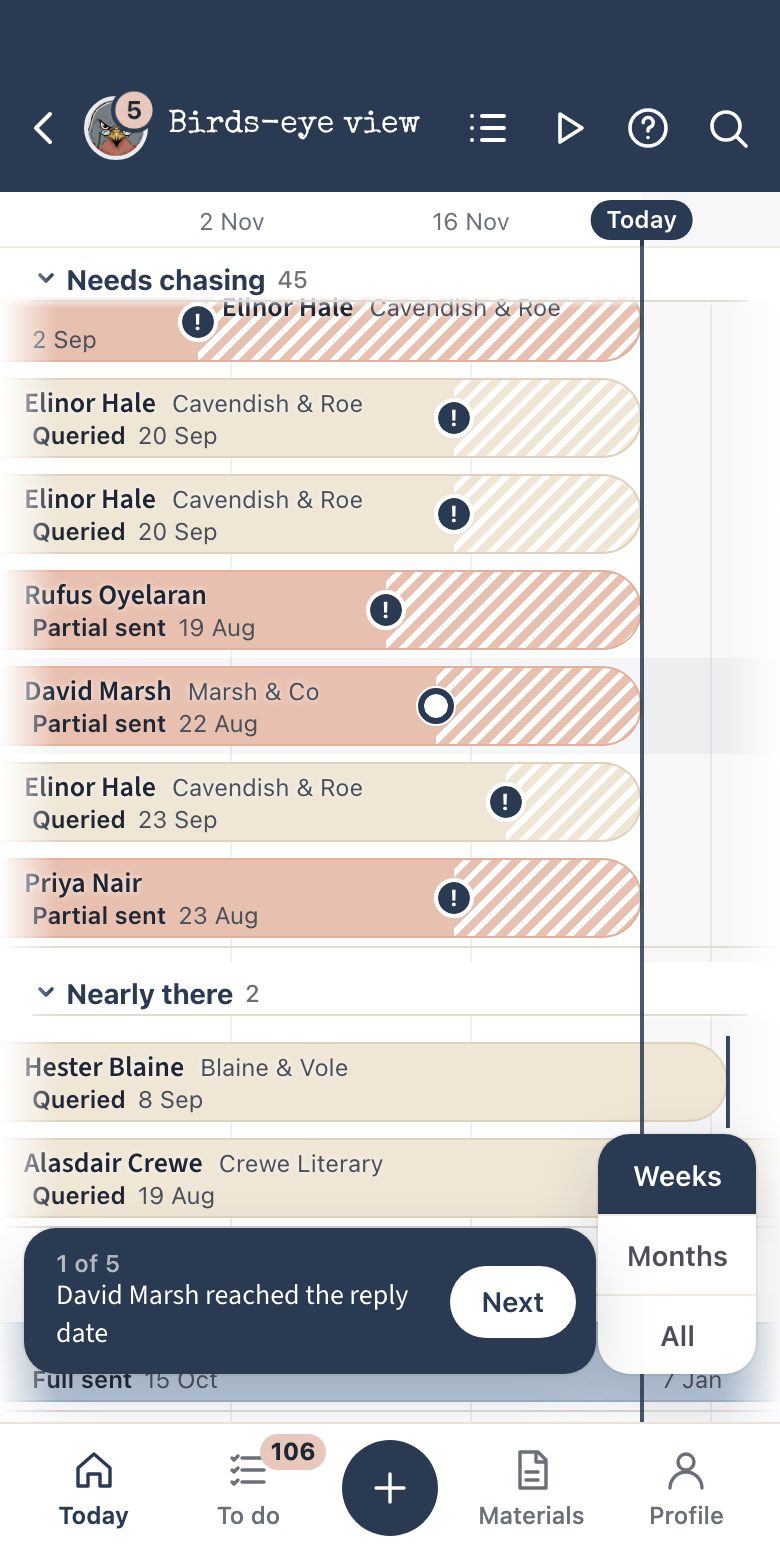 5
Birds-eye view
2 Nov 16 Nov Today
Needs chasing 45
Elinor Hale Cavendish & Roe
2 Sep
Elinor Hale Cavendish & Roe
Queried 20 Sep
Elinor Hale Cavendish & Roe
Queried 20 Sep
Rufus Oyelaran
Partial sent 19 Aug
David Marsh Marsh & Co
Partial sent 22 Aug
Elinor Hale Cavendish & Roe
Queried 23 Sep
Priya Nair
Partial sent 23 Aug
Nearly there 2
Hester Blaine Blaine & Vole
Queried 8 Sep
Alasdair Crewe Crewe Literary
Queried 19 Aug
Weeks
Months
All
1 of 5
David Marsh reached the reply
date
Next
Full sent 15 Oct 7 Jan
106
Today To do Materials Profile